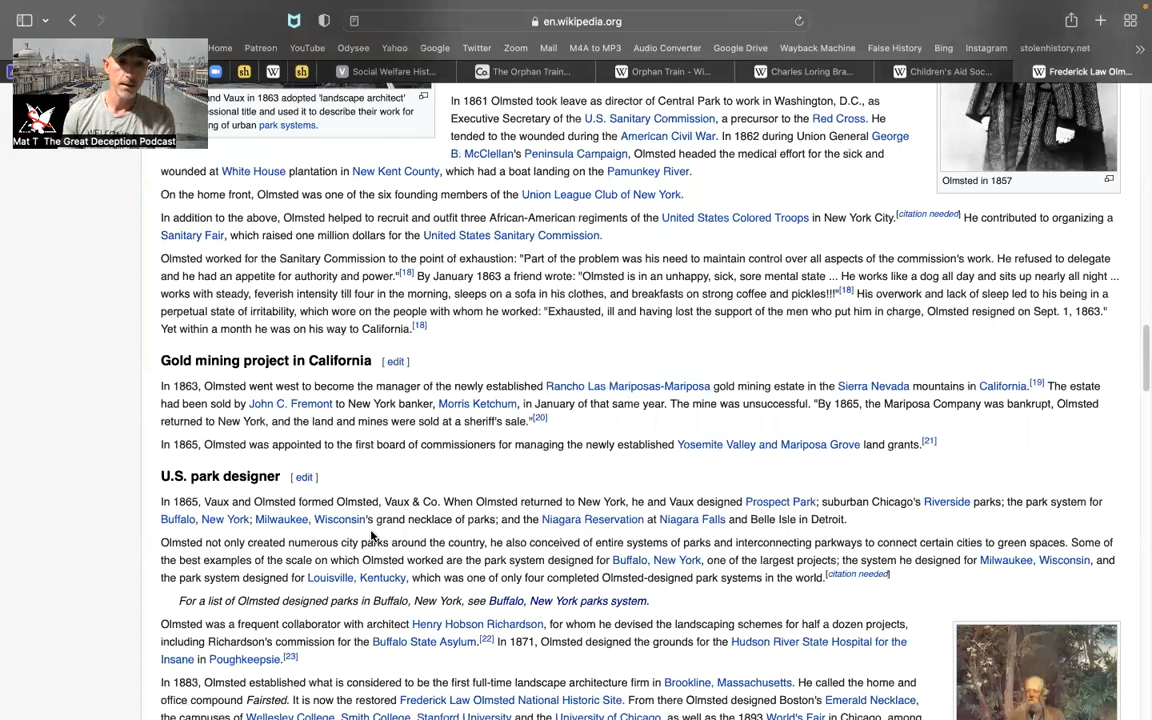 en.wikipedia.org
Home Patreon YouTube Odysee Yahoo Google Twitter Zoom Mail M4A to MP3 Audio Converter Google Drive Wayback Machine False History Bing Instagram stolenhistory.net
sh W sh V Social Welfare Hist... Co. The Orphan Train... W Orphan Train - Wi... W Charles Loring Bra... W Children's Aid Soc... W Frederick Law Olm...
Mat T The Great Deception Podcast
and Vaux in 1863 adopted 'landscape architect'
essional title and used it to describe their work for
ng of urban park systems.
In 1861 Olmsted took leave as director of Central Park to work in Washington, D.C., as
Executive Secretary of the U.S. Sanitary Commission, a precursor to the Red Cross. He
tended to the wounded during the American Civil War. In 1862 during Union General George
B. McClellan's Peninsula Campaign, Olmsted headed the medical effort for the sick and
wounded at White House plantation in New Kent County, which had a boat landing on the Pamunkey River.
Olmsted in 1857
On the home front, Olmsted was one of the six founding members of the Union League Club of New York.
In addition to the above, Olmsted helped to recruit and outfit three African-American regiments of the United States Colored Troops in New York City.[citation needed] He contributed to organizing a
Sanitary Fair, which raised one million dollars for the United States Sanitary Commission.
Olmsted worked for the Sanitary Commission to the point of exhaustion: "Part of the problem was his need to maintain control over all aspects of the commission's work. He refused to delegate
and he had an appetite for authority and power."[18] By January 1863 a friend wrote: "Olmsted is in an unhappy, sick, sore mental state ... He works like a dog all day and sits up nearly all night ...
works with steady, feverish intensity till four in the morning, sleeps on a sofa in his clothes, and breakfasts on strong coffee and pickles!!!"[18] His overwork and lack of sleep led to his being in a
perpetual state of irritability, which wore on the people with whom he worked: "Exhausted, ill and having lost the support of the men who put him in charge, Olmsted resigned on Sept. 1, 1863."
Yet within a month he was on his way to California.[18]
Gold mining project in California [ edit ]
In 1863, Olmsted went west to become the manager of the newly established Rancho Las Mariposas-Mariposa gold mining estate in the Sierra Nevada mountains in California.[19] The estate
had been sold by John C. Fremont to New York banker, Morris Ketchum, in January of that same year. The mine was unsuccessful. "By 1865, the Mariposa Company was bankrupt, Olmsted
returned to New York, and the land and mines were sold at a sheriff's sale."[20]
In 1865, Olmsted was appointed to the first board of commissioners for managing the newly established Yosemite Valley and Mariposa Grove land grants.[21]
U.S. park designer [ edit ]
In 1865, Vaux and Olmsted formed Olmsted, Vaux & Co. When Olmsted returned to New York, he and Vaux designed Prospect Park; suburban Chicago's Riverside parks; the park system for
Buffalo, New York; Milwaukee, Wisconsin's grand necklace of parks; and the Niagara Reservation at Niagara Falls and Belle Isle in Detroit.
Olmsted not only created numerous city parks around the country, he also conceived of entire systems of parks and interconnecting parkways to connect certain cities to green spaces. Some of
the best examples of the scale on which Olmsted worked are the park system designed for Buffalo, New York, one of the largest projects; the system he designed for Milwaukee, Wisconsin, and
the park system designed for Louisville, Kentucky, which was one of only four completed Olmsted-designed park systems in the world.[citation needed]
For a list of Olmsted designed parks in Buffalo, New York, see Buffalo, New York parks system.
Olmsted was a frequent collaborator with architect Henry Hobson Richardson, for whom he devised the landscaping schemes for half a dozen projects,
including Richardson's commission for the Buffalo State Asylum.[22] In 1871, Olmsted designed the grounds for the Hudson River State Hospital for the
Insane in Poughkeepsie.[23]
In 1883, Olmsted established what is considered to be the first full-time landscape architecture firm in Brookline, Massachusetts. He called the home and
office compound Fairsted. It is now the restored Frederick Law Olmsted National Historic Site. From there Olmsted designed Boston's Emerald Necklace,
the campuses of Wellesley College, Smith College, Stanford University and the University of Chicago, as well as the 1893 World's Fair in Chicago, among